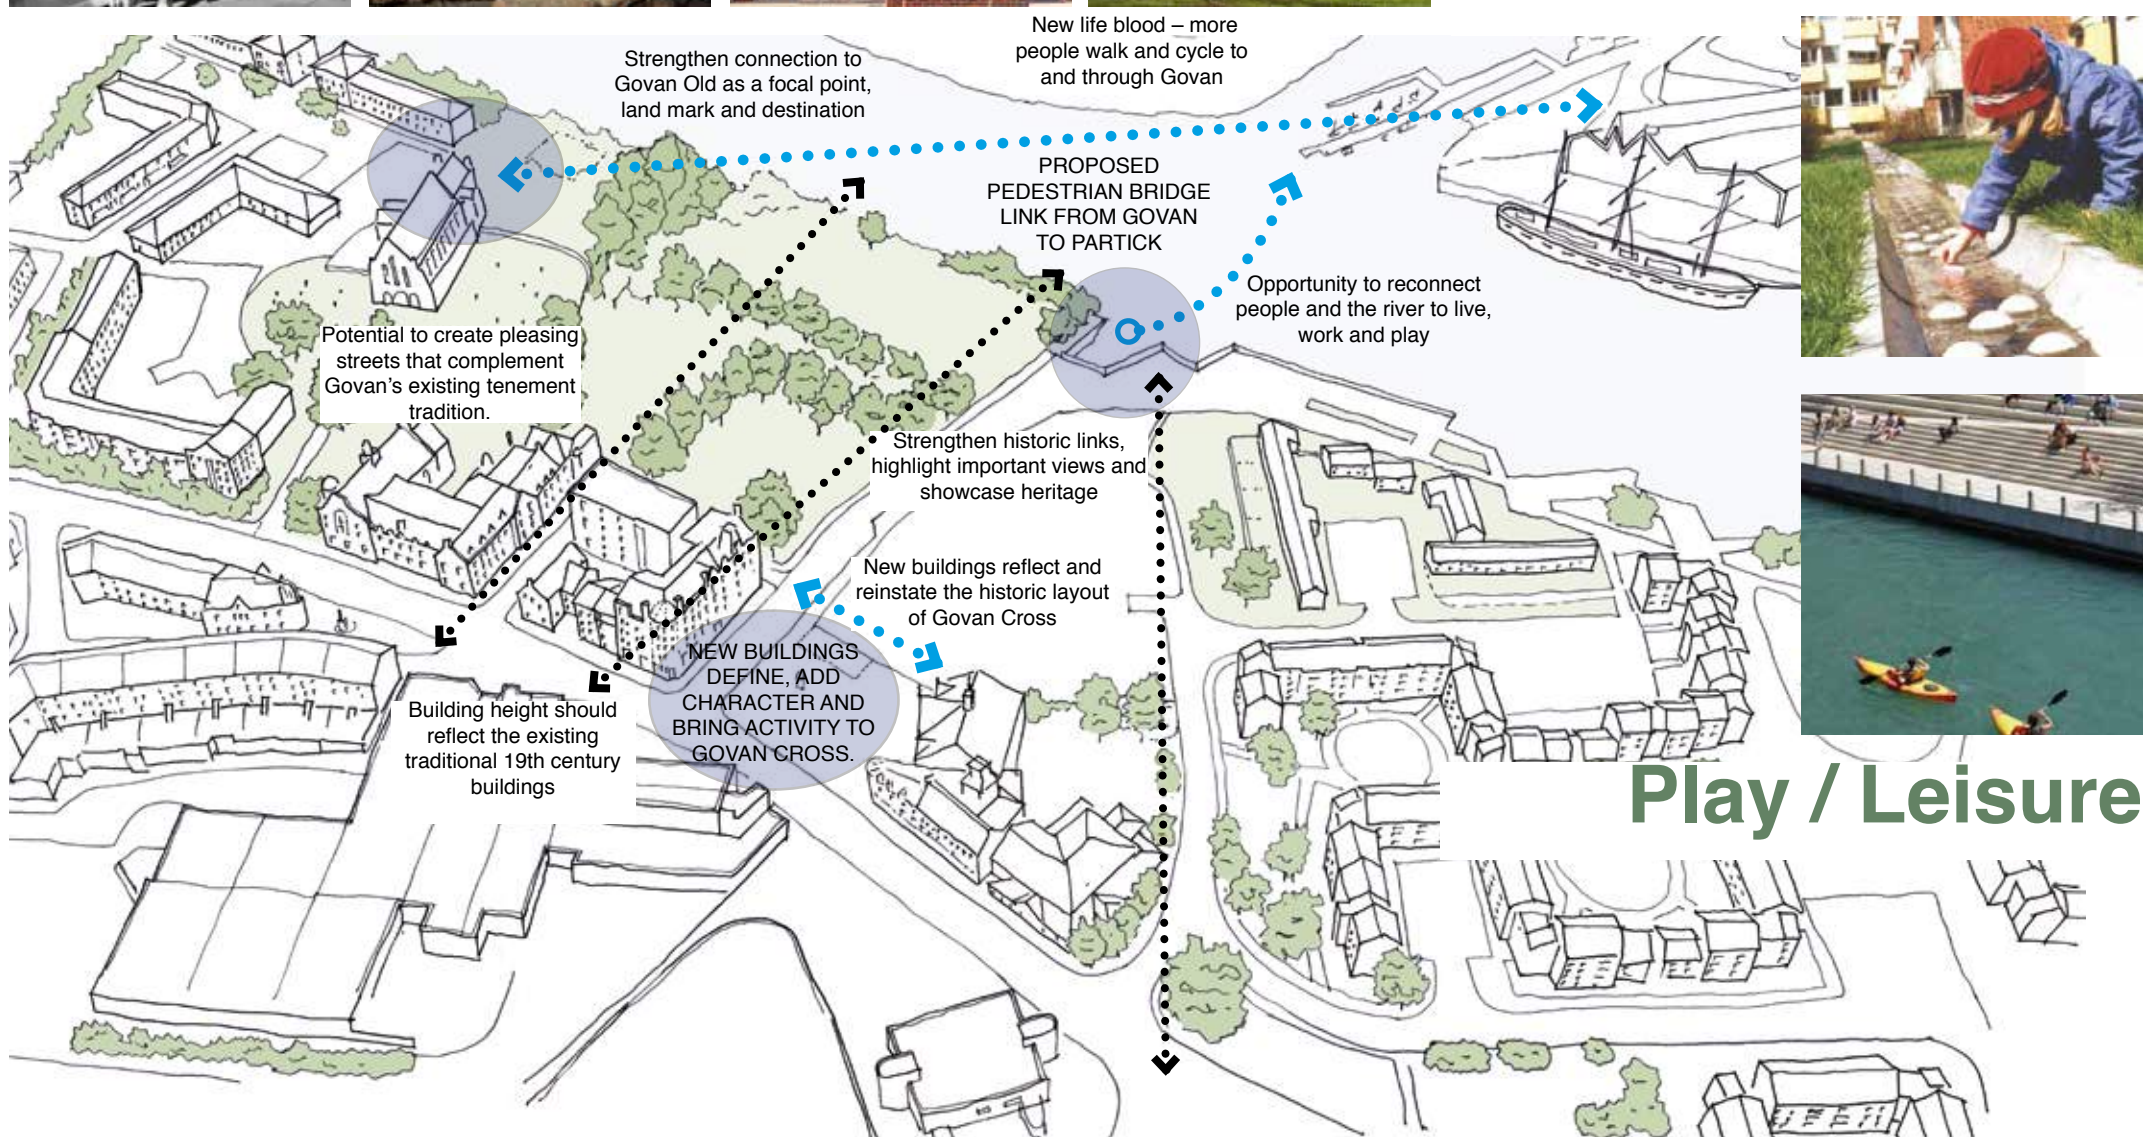 New life blood – more
people walk and cycle to
and through Govan
Strengthen connection to
Govan Old as a focal point,
land mark and destination
PROPOSED
PEDESTRIAN BRIDGE
LINK FROM GOVAN
TO PARTICK
Opportunity to reconnect
people and the river to live,
work and play
Potential to create pleasing
streets that complement
Govan's existing tenement
tradition.
Strengthen historic links,
highlight important views and
showcase heritage
New buildings reflect and
reinstate the historic layout
of Govan Cross
NEW BUILDINGS
DEFINE, ADD
CHARACTER AND
BRING ACTIVITY TO
GOVAN CROSS.
Building height should
reflect the existing
traditional 19th century
buildings
Play / Leisure